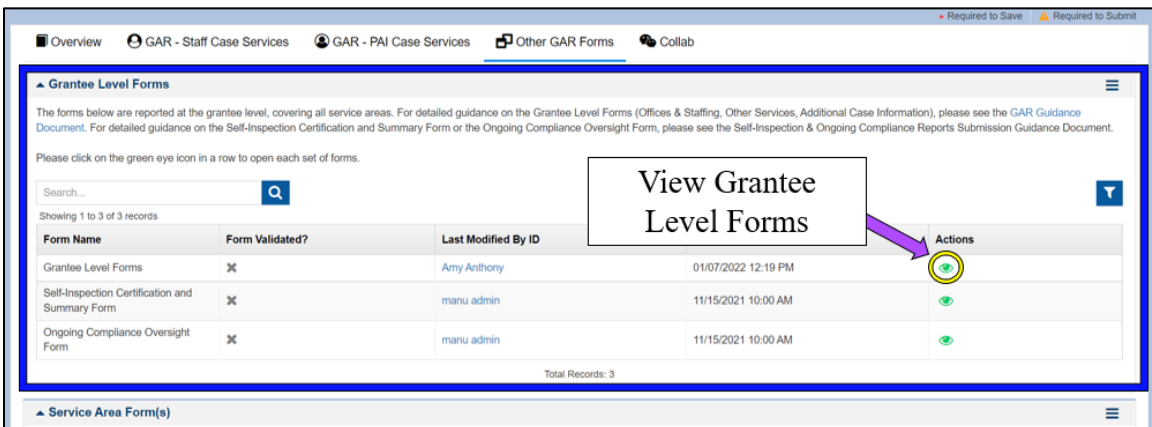 Required to Save Required to Submit
Overview GAR - Staff Case Services GAR - PAI Case Services Other GAR Forms Collab
Grantee Level Forms
The forms below are reported at the grantee level, covering all service areas. For detailed guidance on the Grantee Level Forms (Offices & Staffing, Other Services, Additional Case Information), please see the GAR Guidance
Document. For detailed guidance on the Self-Inspection Certification and Summary Form or the Ongoing Compliance Oversight Form, please see the Self-Inspection & Ongoing Compliance Reports Submission Guidance Document.
Please click on the green eye icon in a row to open each set of forms.
View Grantee
Level Forms
Search...
Showing 1 to 3 of 3 records
Form Name Form Validated? Last Modified By ID Actions
Grantee Level Forms Amy Anthony 01/07/2022 12:19 PM
Self-Inspection Certification and
Summary Form manu admin 11/15/2021 10:00 AM
Ongoing Compliance Oversight
Form manu admin 11/15/2021 10:00 AM
Total Records: 3
Service Area Form(s)